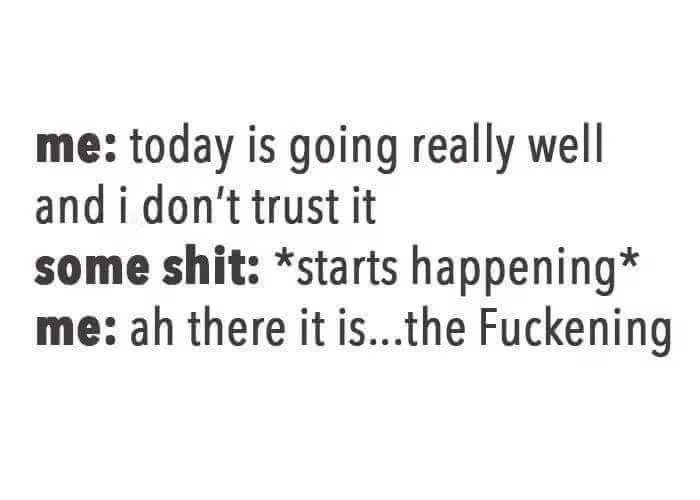 me: today is going really well
and i don't trust it
some shit: *starts happening*
me: ah there it is...the Fuckening